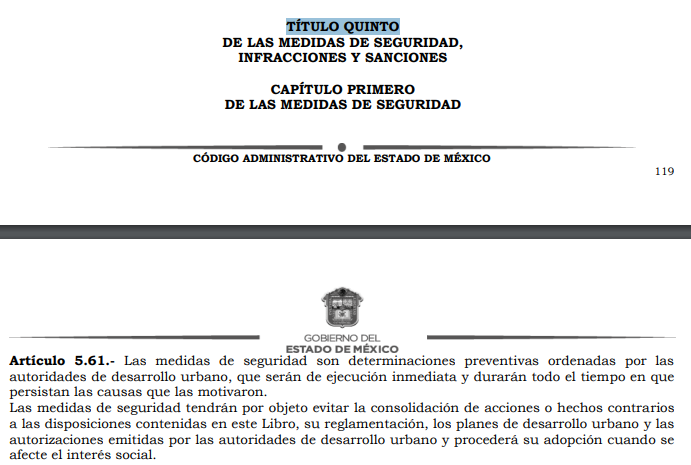 TÍTULO QUINTO
DE LAS MEDIDAS DE SEGURIDAD,
INFRACCIONES Y SANCIONES
CAPÍTULO PRIMERO
DE LAS MEDIDAS DE SEGURIDAD
CÓDIGO ADMINISTRATIVO DEL ESTADO DE MÉXICO
119
GOBIERNO DEL
ESTADO DE MÉXICO
Artículo 5.61.- Las medidas de seguridad son determinaciones preventivas ordenadas por las
autoridades de desarrollo urbano, que serán de ejecución inmediata y durarán todo el tiempo en que
persistan las causas que las motivaron.
Las medidas de seguridad tendrán por objeto evitar la consolidación de acciones o hechos contrarios
a las disposiciones contenidas en este Libro, su reglamentación, los planes de desarrollo urbano y las
autorizaciones emitidas por las autoridades de desarrollo urbano y procederá su adopción cuando se
afecte el interés social.